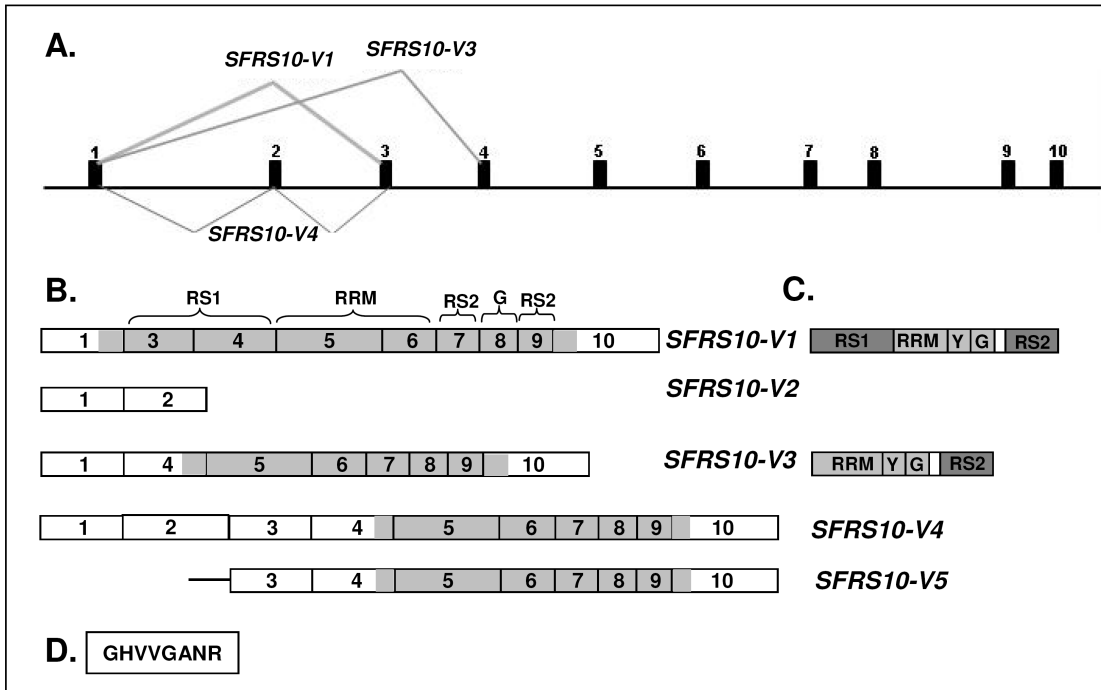 A.
SFRS10-V1
SFRS10-V3
1 2 3 4 5 6 7 8 9 10
SFRS10-V4
B.
C.
RS1 RRM RS2 G RS2
1 3 4 5 6 7 8 9 10 SFRS10-V1 RS1 RRM Y G RS2
1 2 SFRS10-V2
1 4 5 6 7 8 9 10 SFRS10-V3 RRM Y G RS2
1 2 3 4 5 6 7 8 9 10 SFRS10-V4
3 4 5 6 7 8 9 10 SFRS10-V5
D. GHVVGANR